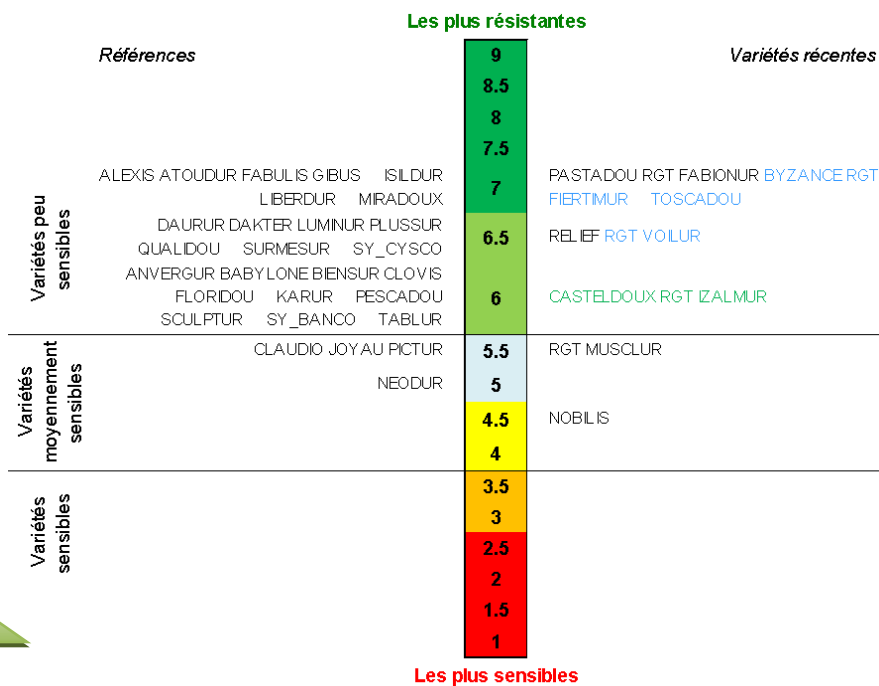 Les plus résistantes
Références
9
Variétés récentes
8.5
8
7.5
Variétés peu
sensibles
ALEXIS ATOUDUR FABULIS GIBUS ISILDUR
LIBERDUR MIRADOUX
7
PASTADOU RGT FABIONUR BYZANCE RGT
FIERTIMUR TOSCADOU
DAURUR DAKTER LUMINUR PLUSSUR
QUALIDOU SURMESUR SY_CYSCO
6.5
RELIEF RGT VOILUR
ANVERGUR BABYLONE BIENSUR CLOVIS
FLORIDOU KARUR PESCADOU
SCULPTUR SY_BANCO TABLUR
6
CASTELDOUX RGT IZALMUR
Variétés
moyennement
sensibles
CLAUDIO JOYAU PICTUR
5.5
RGT MUSCLUR
NEODUR
5
4.5
NOBILIS
4
Variétés
sensibles
3.5
3
2.5
2
1.5
1
Les plus sensibles